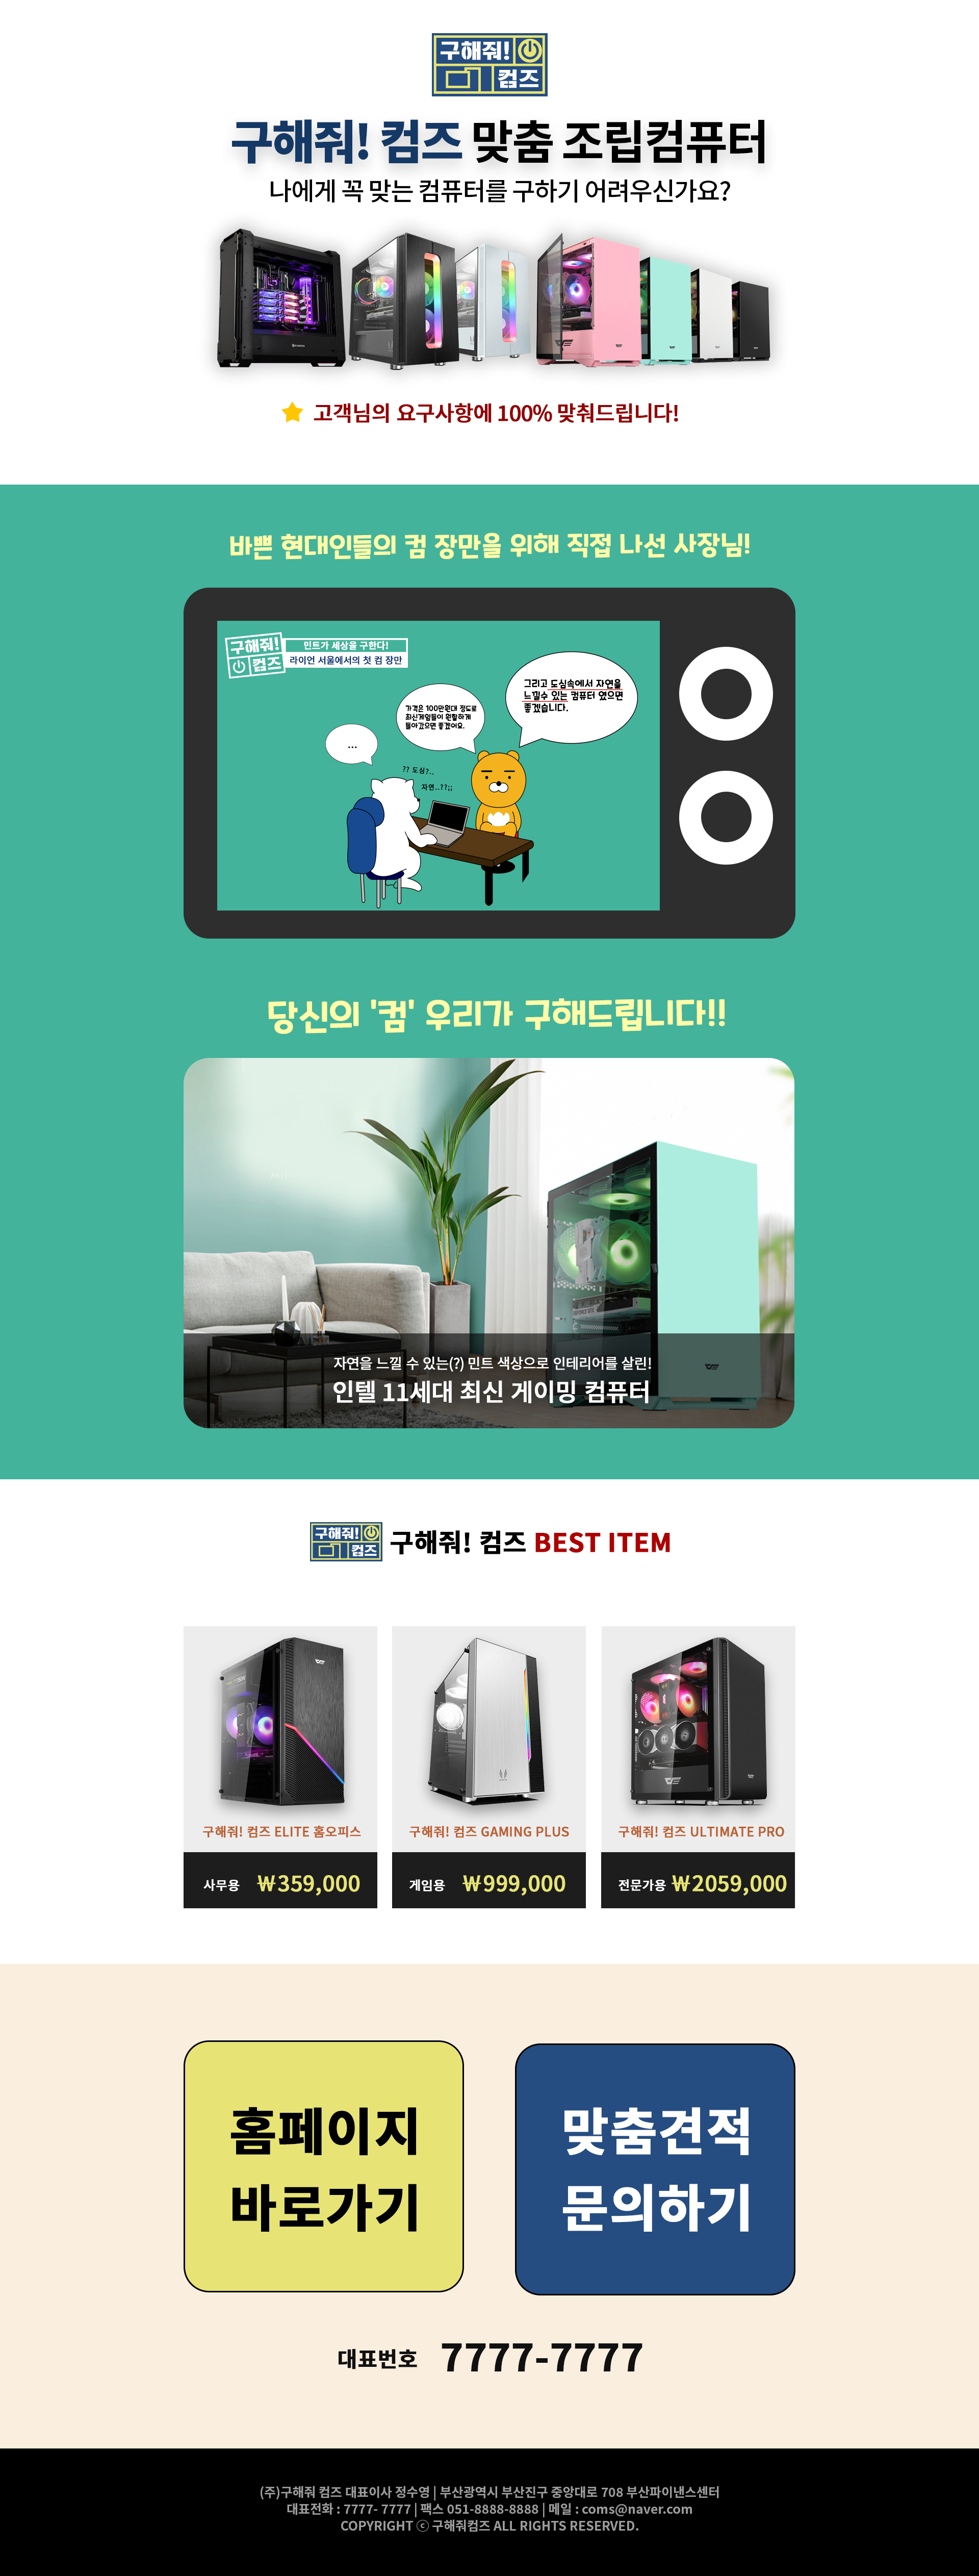 구해줘!
컴즈
구해줘! 컴즈 맞춤 조립컴퓨터
나에게 꼭 맞는 컴퓨터를 구하기 어려우신가요?
고객님의 요구사항에 100% 맞춰드립니다!
바쁜 현대인들의 컴 장만을 위해 직접 나선 사장님!
구해줘!
컴즈
민트가 세상을 구한다!
라이언 서울에서의 첫 컴 장만
그리고 도심속에서 자연을
느낄수 있는 컴퓨터 였으면
좋겠습니다.
가격은 100만원대 정도로
최신게임들이 원활하게
돌아갔으면 좋겠어요.
...
?? 도심?..
자연..??;;
당신의 '컴' 우리가 구해드립니다!!
자연을 느낄 수 있는(?) 민트 색상으로 인테리어를 살린!
인텔 11세대 최신 게이밍 컴퓨터
구해줘!
컴즈
구해줘! 컴즈 BEST ITEM
구해줘! 컴즈 ELITE 홈오피스
사무용 ₩359,000
구해줘! 컴즈 GAMING PLUS
게임용 ₩999,000
구해줘! 컴즈 ULTIMATE PRO
전문가용 ₩2059,000
홈페이지
바로가기
맞춤견적
문의하기
대표번호 7777-7777
(주)구해줘 컴즈 대표이사 정수영 | 부산광역시 부산진구 중앙대로 708 부산파이낸스센터
대표전화 : 7777- 7777 | 팩스 051-8888-8888 | 메일 : coms@naver.com
COPYRIGHT ⓒ 구해줘컴즈 ALL RIGHTS RESERVED.